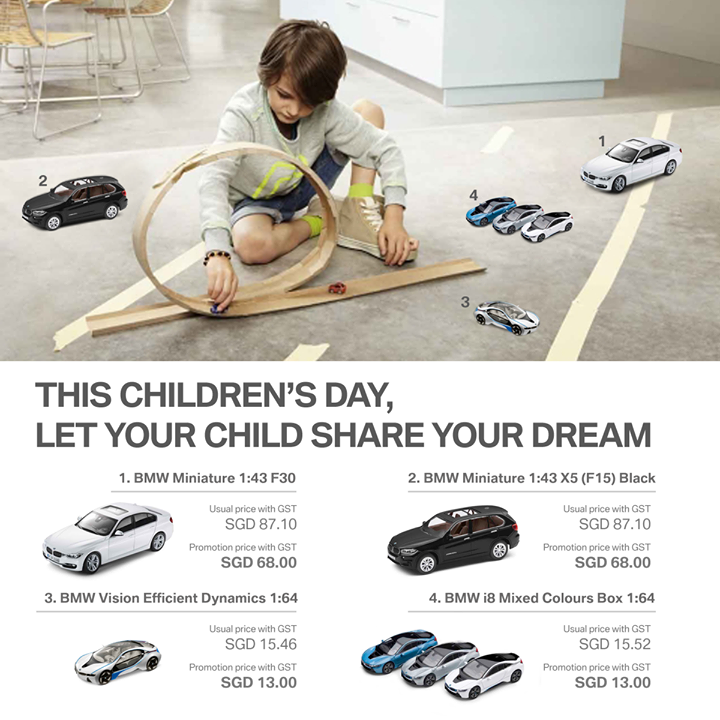 1
2
4
3
THIS CHILDREN'S DAY,
LET YOUR CHILD SHARE YOUR DREAM
1. BMW Miniature 1:43 F30
Usual price with GST
SGD 87.10
Promotion price with GST
SGD 68.00
2. BMW Miniature 1:43 X5 (F15) Black
Usual price with GST
SGD 87.10
Promotion price with GST
SGD 68.00
3. BMW Vision Efficient Dynamics 1:64
Usual price with GST
SGD 15.46
Promotion price with GST
SGD 13.00
4. BMW i8 Mixed Colours Box 1:64
Usual price with GST
SGD 15.52
Promotion price with GST
SGD 13.00